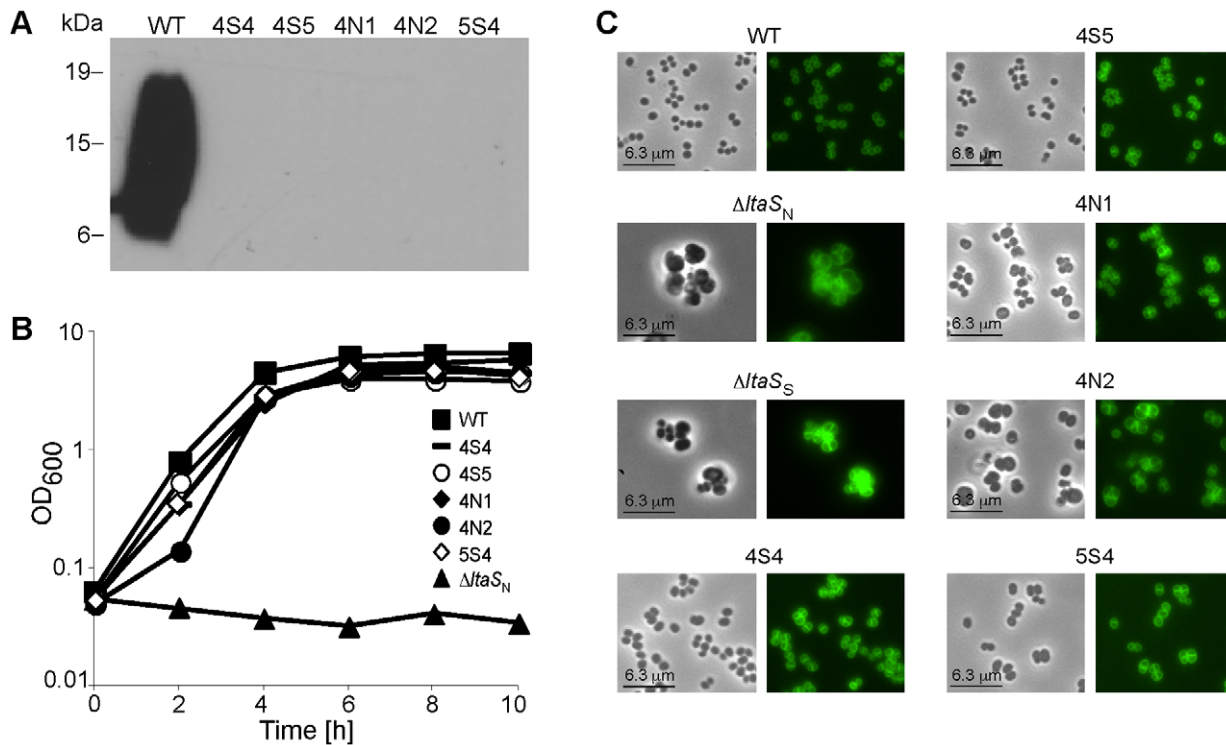 A
kDa WT 4S4 4S5 4N1 4N2 5S4
19–
15–
6–
B
10
1
0.1
0.01
OD600
0 2 4 6 8 10
Time [h]
WT
4S4
4S5
4N1
4N2
5S4
ΔltaSN
C
WT 4S5
6.3 μm 6.3 μm
ΔltaSN 4N1
6.3 μm 6.3 μm
ΔltaSS 4N2
6.3 μm 6.3 μm
4S4 5S4
6.3 μm 6.3 μm